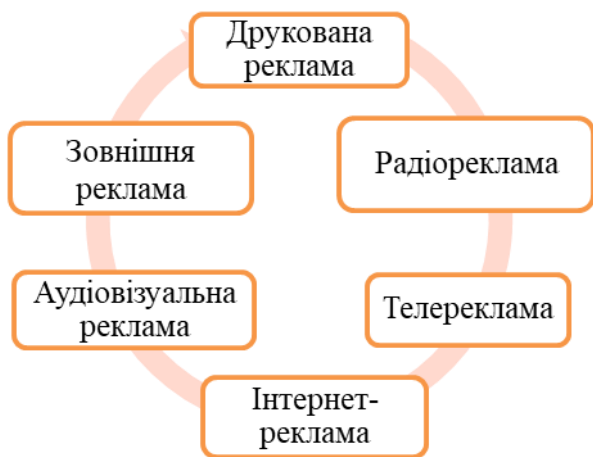 Друкована
реклама
Радіореклама
Телереклама
Інтернет-
реклама
Аудіовізуальна
реклама
Зовнішня
реклама